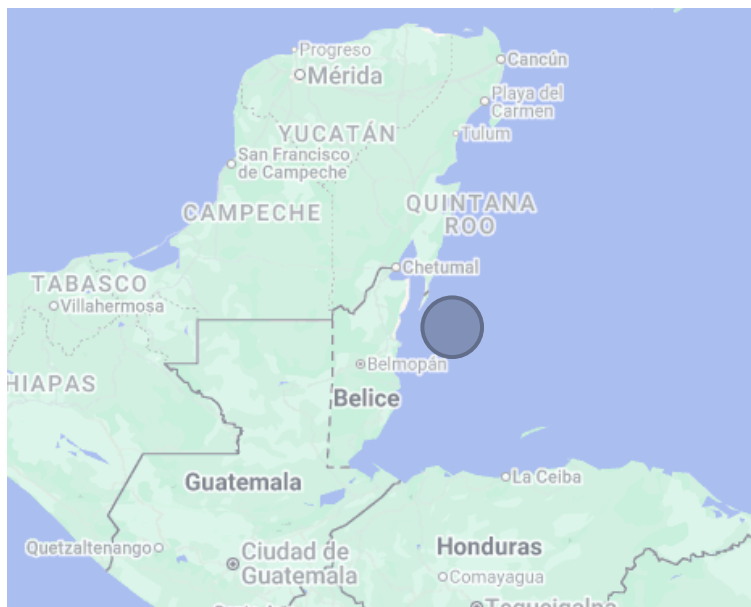 Progreso
Mérida
Cancún
Playa del
Carmen
YUCATÁN
Tulum
San Francisco
de Campeche
CAMPECHE
QUINTANA
ROO
Chetumal
TABASCO
Villahermosa
HIAPAS
Belmopán
Belice
Guatemala
La Ceiba
Quetzaltenango
Ciudad de
Guatemala
Honduras
Comayagua
Tegucigalpa